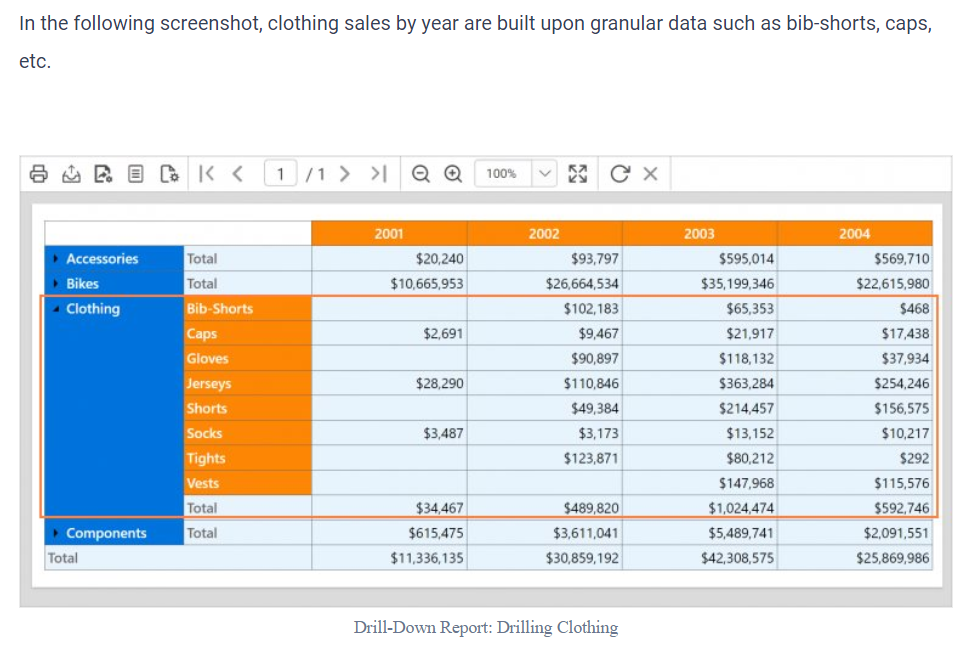 In the following screenshot, clothing sales by year are built upon granular data such as bib-shorts, caps,
etc.
1 / 1 100%
2001 2002 2003 2004
Accessories Total $20,240 $93,797 $595,014 $569,710
Bikes Total $10,665,953 $26,664,534 $35,199,346 $22,615,980
Clothing Bib-Shorts $102,183 $65,353 $468
Caps $2,691 $9,467 $21,917 $17,438
Gloves $90,897 $118,132 $37,934
Jerseys $28,290 $110,846 $363,284 $254,246
Shorts $49,384 $214,457 $156,575
Socks $3,487 $3,173 $13,152 $10,217
Tights $123,871 $80,212 $292
Vests $147,968 $115,576
Total $34,467 $489,820 $1,024,474 $592,746
Components Total $615,475 $3,611,041 $5,489,741 $2,091,551
Total $11,336,135 $30,859,192 $42,308,575 $25,869,986
Drill-Down Report: Drilling Clothing